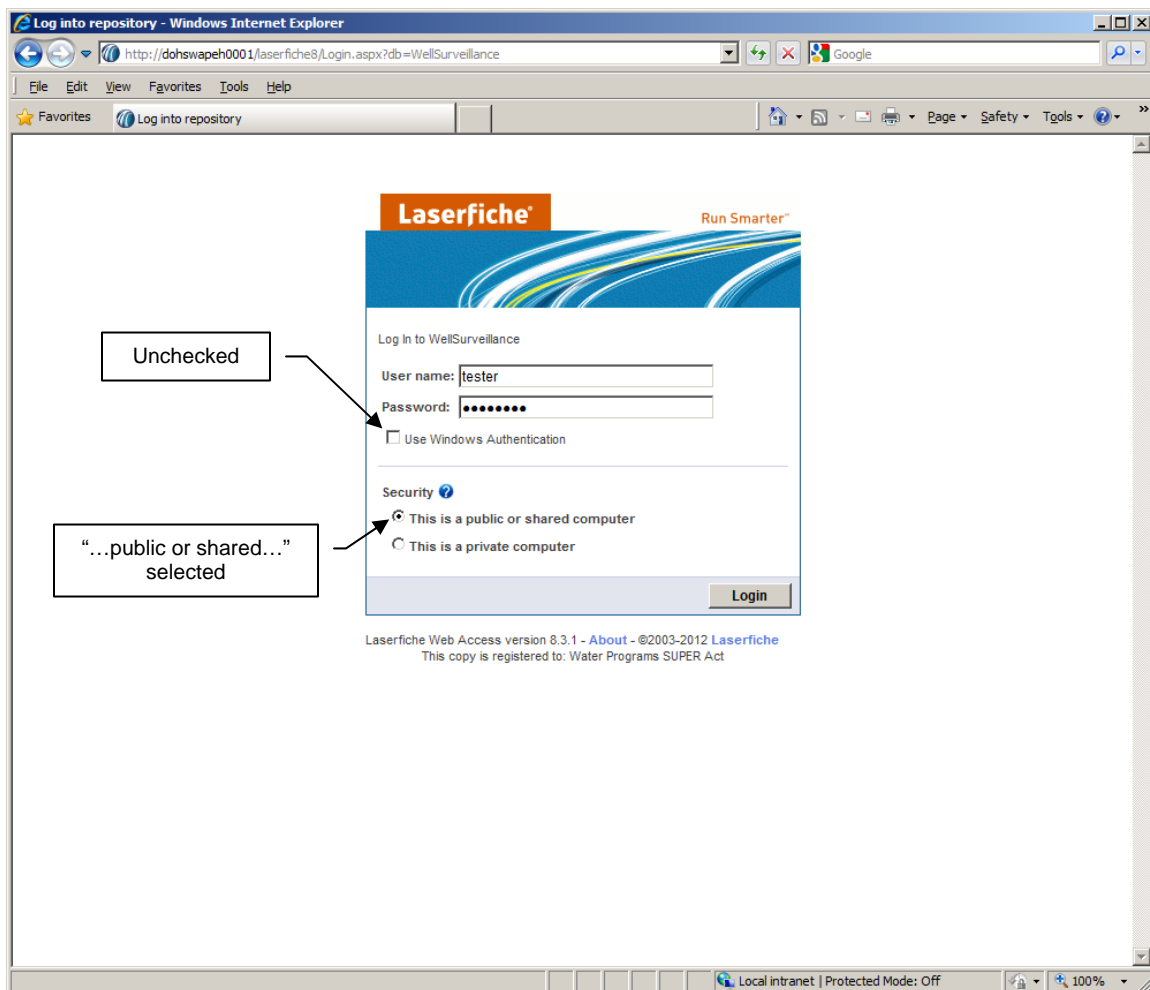 Log into repository - Windows Internet Explorer
http://dohswapeh0001/laserfiche8/Login.aspx?db=WellSurveillance
Google
File Edit View Favorites Tools Help
Favorites Log into repository Page Safety Tools »
Laserfiche® Run Smarter™
Log In to WellSurveillance
Unchecked
User name: tester
Password: ••••••••
Use Windows Authentication
Security
This is a public or shared computer
“…public or shared…”
selected
This is a private computer
Login
Laserfiche Web Access version 8.3.1 - About - ©2003-2012 Laserfiche
This copy is registered to: Water Programs SUPER Act
Local intranet | Protected Mode: Off 100%